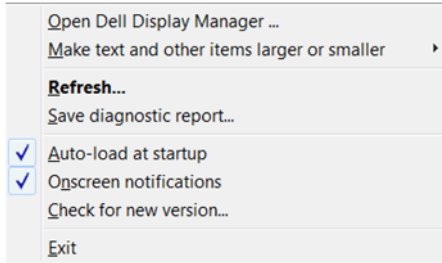 Open Dell Display Manager ...
Make text and other items larger or smaller
Refresh...
Save diagnostic report...
Auto-load at startup
Onscreen notifications
Check for new version...
Exit